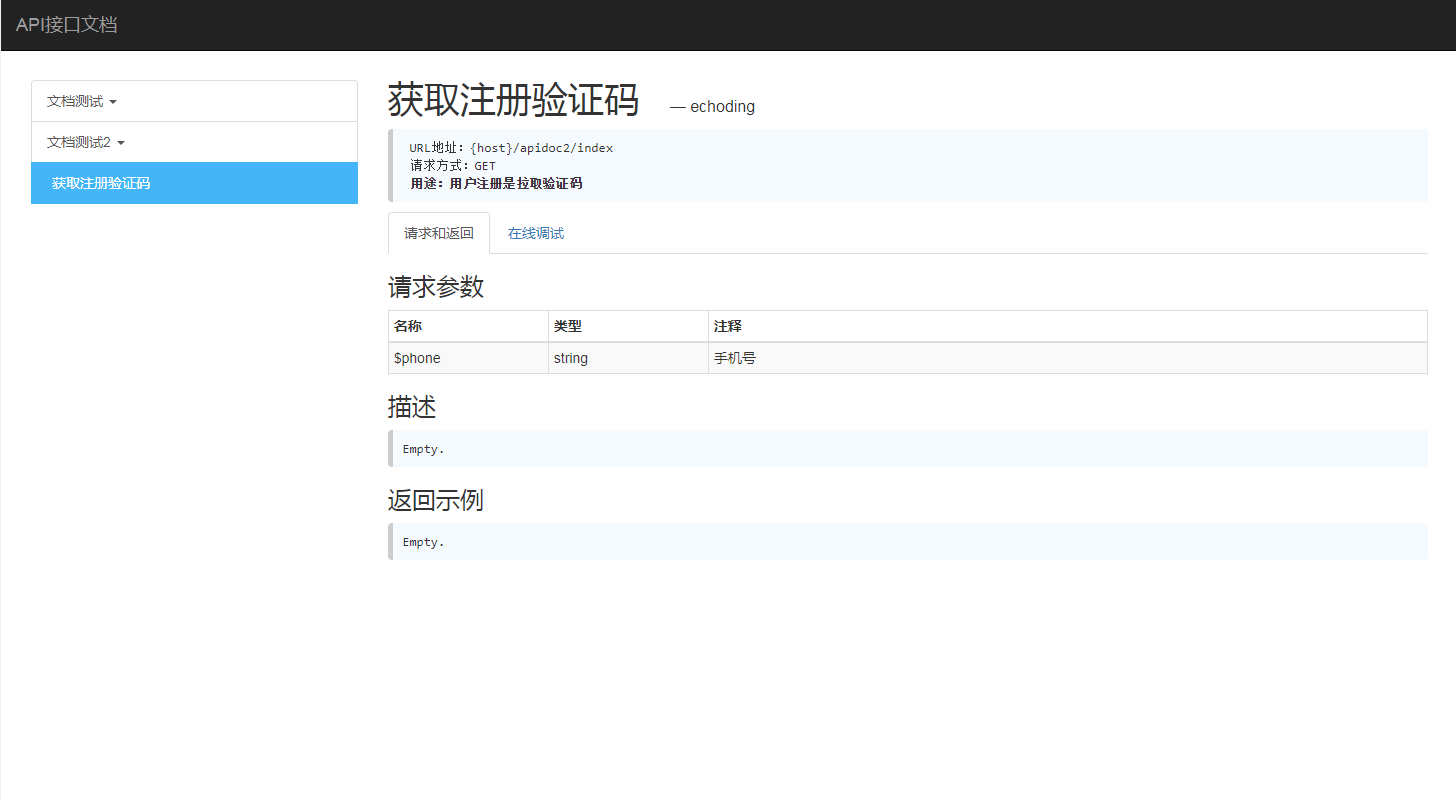 API接口文档
文档测试
文档测试2
获取注册验证码
获取注册验证码 — echoding
URL地址：{host}/apidoc2/index
请求方式：GET
用途：用户注册是拉取验证码
请求和返回 在线调试
请求参数
名称 类型 注释
$phone string 手机号
描述
Empty.
返回示例
Empty.